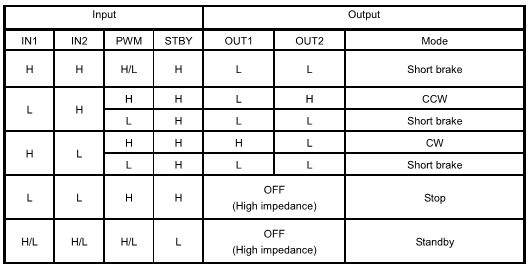 Input Output
IN1 IN2 PWM STBY OUT1 OUT2 Mode
H H H/L H L L Short brake
L H H H L H CCW
L H L L Short brake
H L H H H L CW
L H L L Short brake
L L H H OFF
(High impedance) Stop
H/L H/L H/L L OFF
(High impedance) Standby